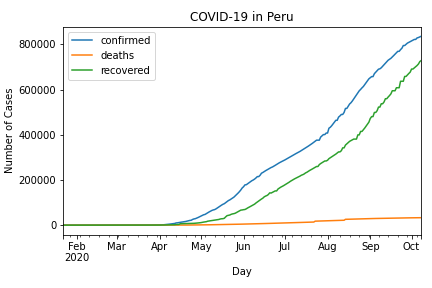 COVID-19 in Peru
confirmed
deaths
recovered
800000
600000
400000
200000
0
Number of Cases
Feb Mar Apr May Jun Jul Aug Sep Oct
2020
Day